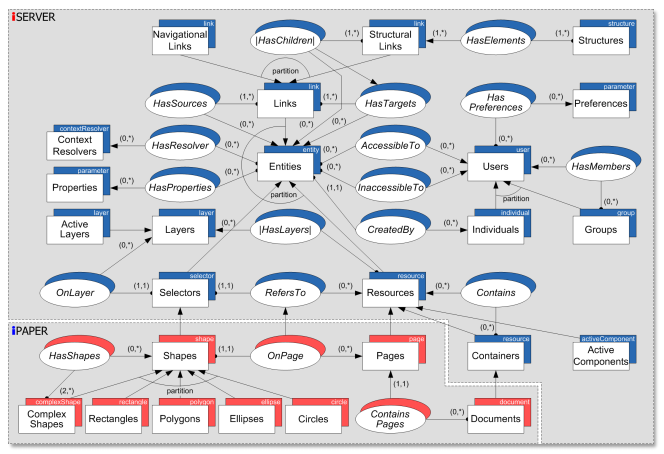 iSERVER
link
Navigational
Links
|HasChildren|
(1,*)
link
Structural
Links
(1,*)
HasElements
(1,*)
structure
Structures
partition
HasSources
(1,*)
link
Links
(1,*)
HasTargets
Has
Preferences
(0,*)
parameter
Preferences
(0,*)
(0,*)
(0,*)
(0,*)
(0,*)
contextResolver
Context
Resolvers
(0,*)
HasResolver
(0,*)
entity
Entities
(0,*)
AccessibleTo
(0,*)
user
Users
(0,*)
HasMembers
parameter
Properties
(0,*)
HasProperties
(0,*)
(0,*)
(1,1)
InaccessibleTo
(0,*)
partition
partition
(0,*)
layer
Active
Layers
layer
Layers
(0,*)
|HasLayers|
CreatedBy
(0,*)
individual
Individuals
group
Groups
(0,*)
OnLayer
(1,1)
selector
Selectors
(1,1)
RefersTo
(0,*)
resource
Resources
(0,*)
Contains
(0,*)
iPAPER
HasShapes
(0,*)
shape
Shapes
(1,1)
OnPage
(0,*)
page
Pages
resource
Containers
activeComponent
Active
Components
(2,*)
partition
(1,1)
complexShape
Complex
Shapes
rectangle
Rectangles
polygon
Polygons
ellipse
Ellipses
circle
Circles
Contains
Pages
(0,*)
document
Documents